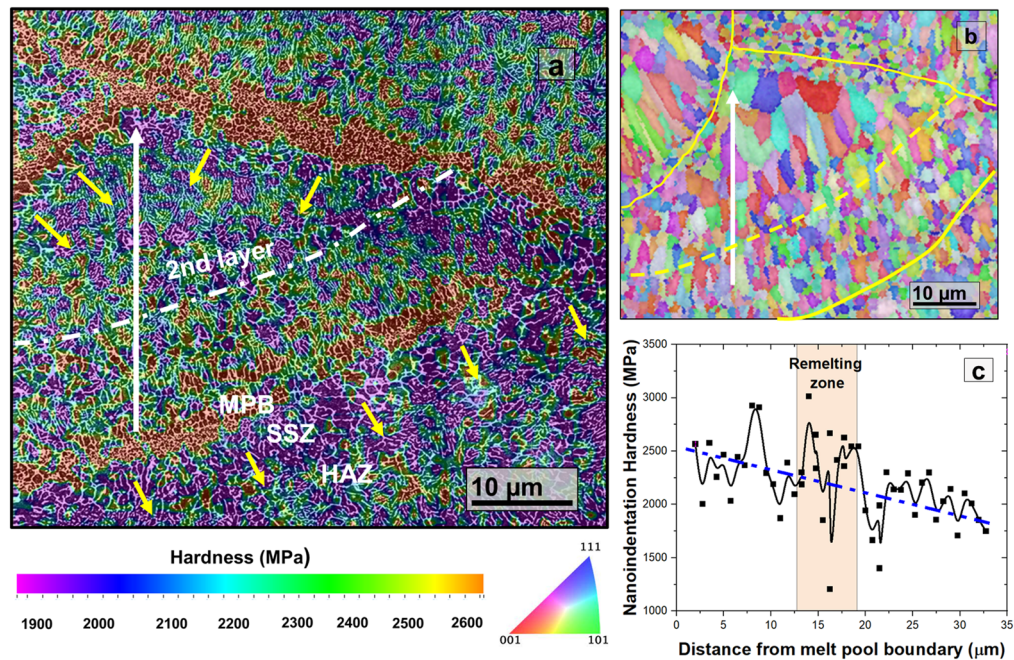 a
2nd layer
MPB
SSZ
HAZ
10 µm
b
10 µm
Hardness (MPa)
1900 2000 2100 2200 2300 2400 2500 2600
111
001
101
c
Remelting
zone
Nanoindentation Hardness (MPa)
3500
3000
2500
2000
1500
1000
0 5 10 15 20 25 30 35
Distance from melt pool boundary (µm)